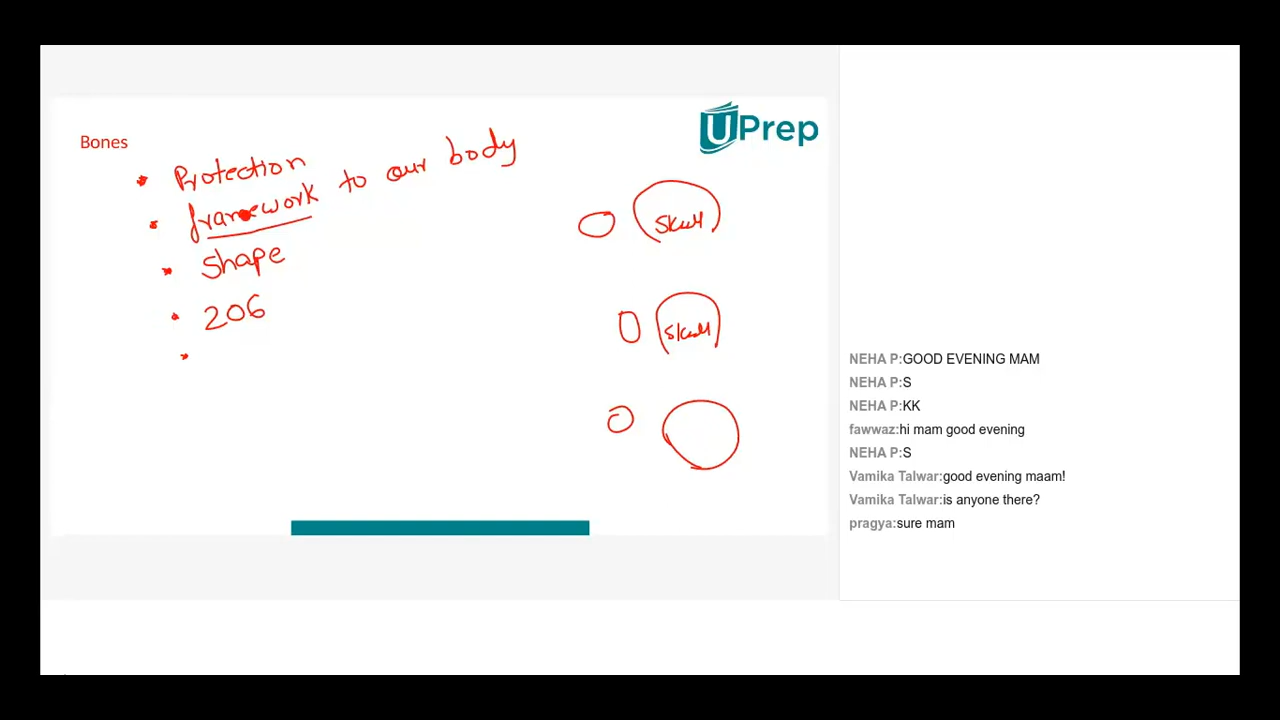 UPrep
Bones
Protection
framework to our body
Shape
206
Skull
Skull
NEHA P:GOOD EVENING MAM
NEHA P:S
NEHA P:KK
fawwaz:hi mam good evening
NEHA P:S
Vamika Talwar:good evening maam!
Vamika Talwar:is anyone there?
pragya:sure mam